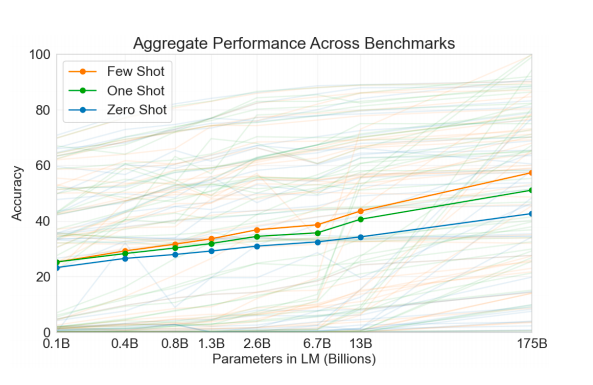 Aggregate Performance Across Benchmarks
100
80
60
40
20
0
Accuracy
Few Shot
One Shot
Zero Shot
0.1B 0.4B 0.8B 1.3B 2.6B 6.7B 13B 175B
Parameters in LM (Billions)